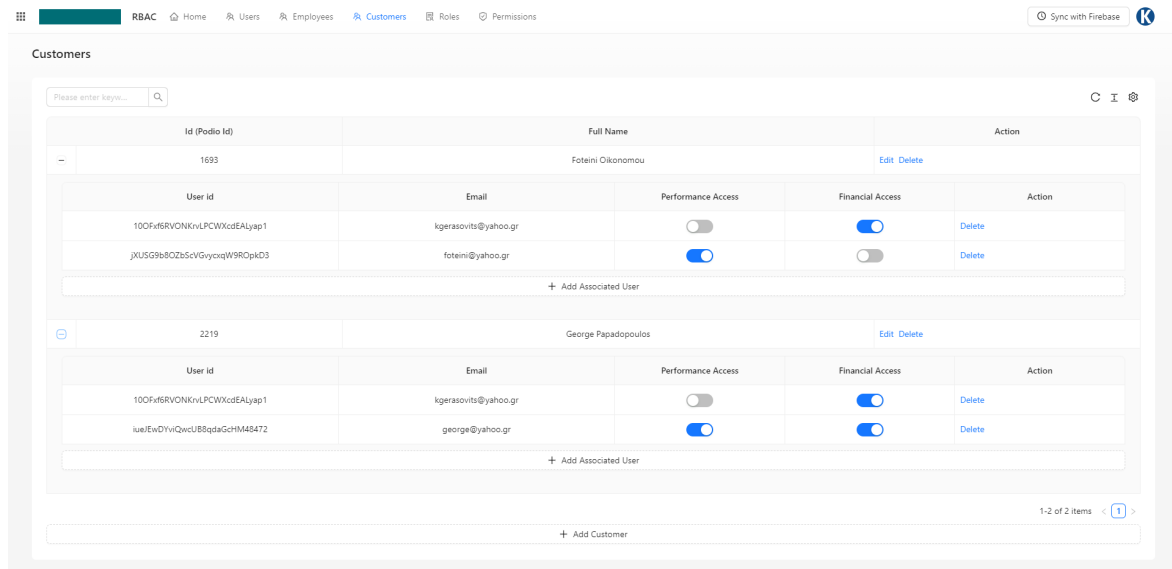 RBAC Home Users Employees Customers Roles Permissions Sync with Firebase K
Customers
Please enter keyw...
Id (Podio Id) Full Name Action
1693 Foteini Oikonomou Edit Delete
User id Email Performance Access Financial Access Action
10OFxf6RVONKrvLPCWXcdEALyap1 kgerasovits@yahoo.gr Delete
jXUSG9b8OZbScVGvycxqW9ROpkD3 foteini@yahoo.gr Delete
+ Add Associated User
2219 George Papadopoulos Edit Delete
User id Email Performance Access Financial Access Action
10OFxf6RVONKrvLPCWXcdEALyap1 kgerasovits@yahoo.gr Delete
iueJEwDYviQwcUB8qdaGcHM48472 george@yahoo.gr Delete
+ Add Associated User
1-2 of 2 items < 1 >
+ Add Customer